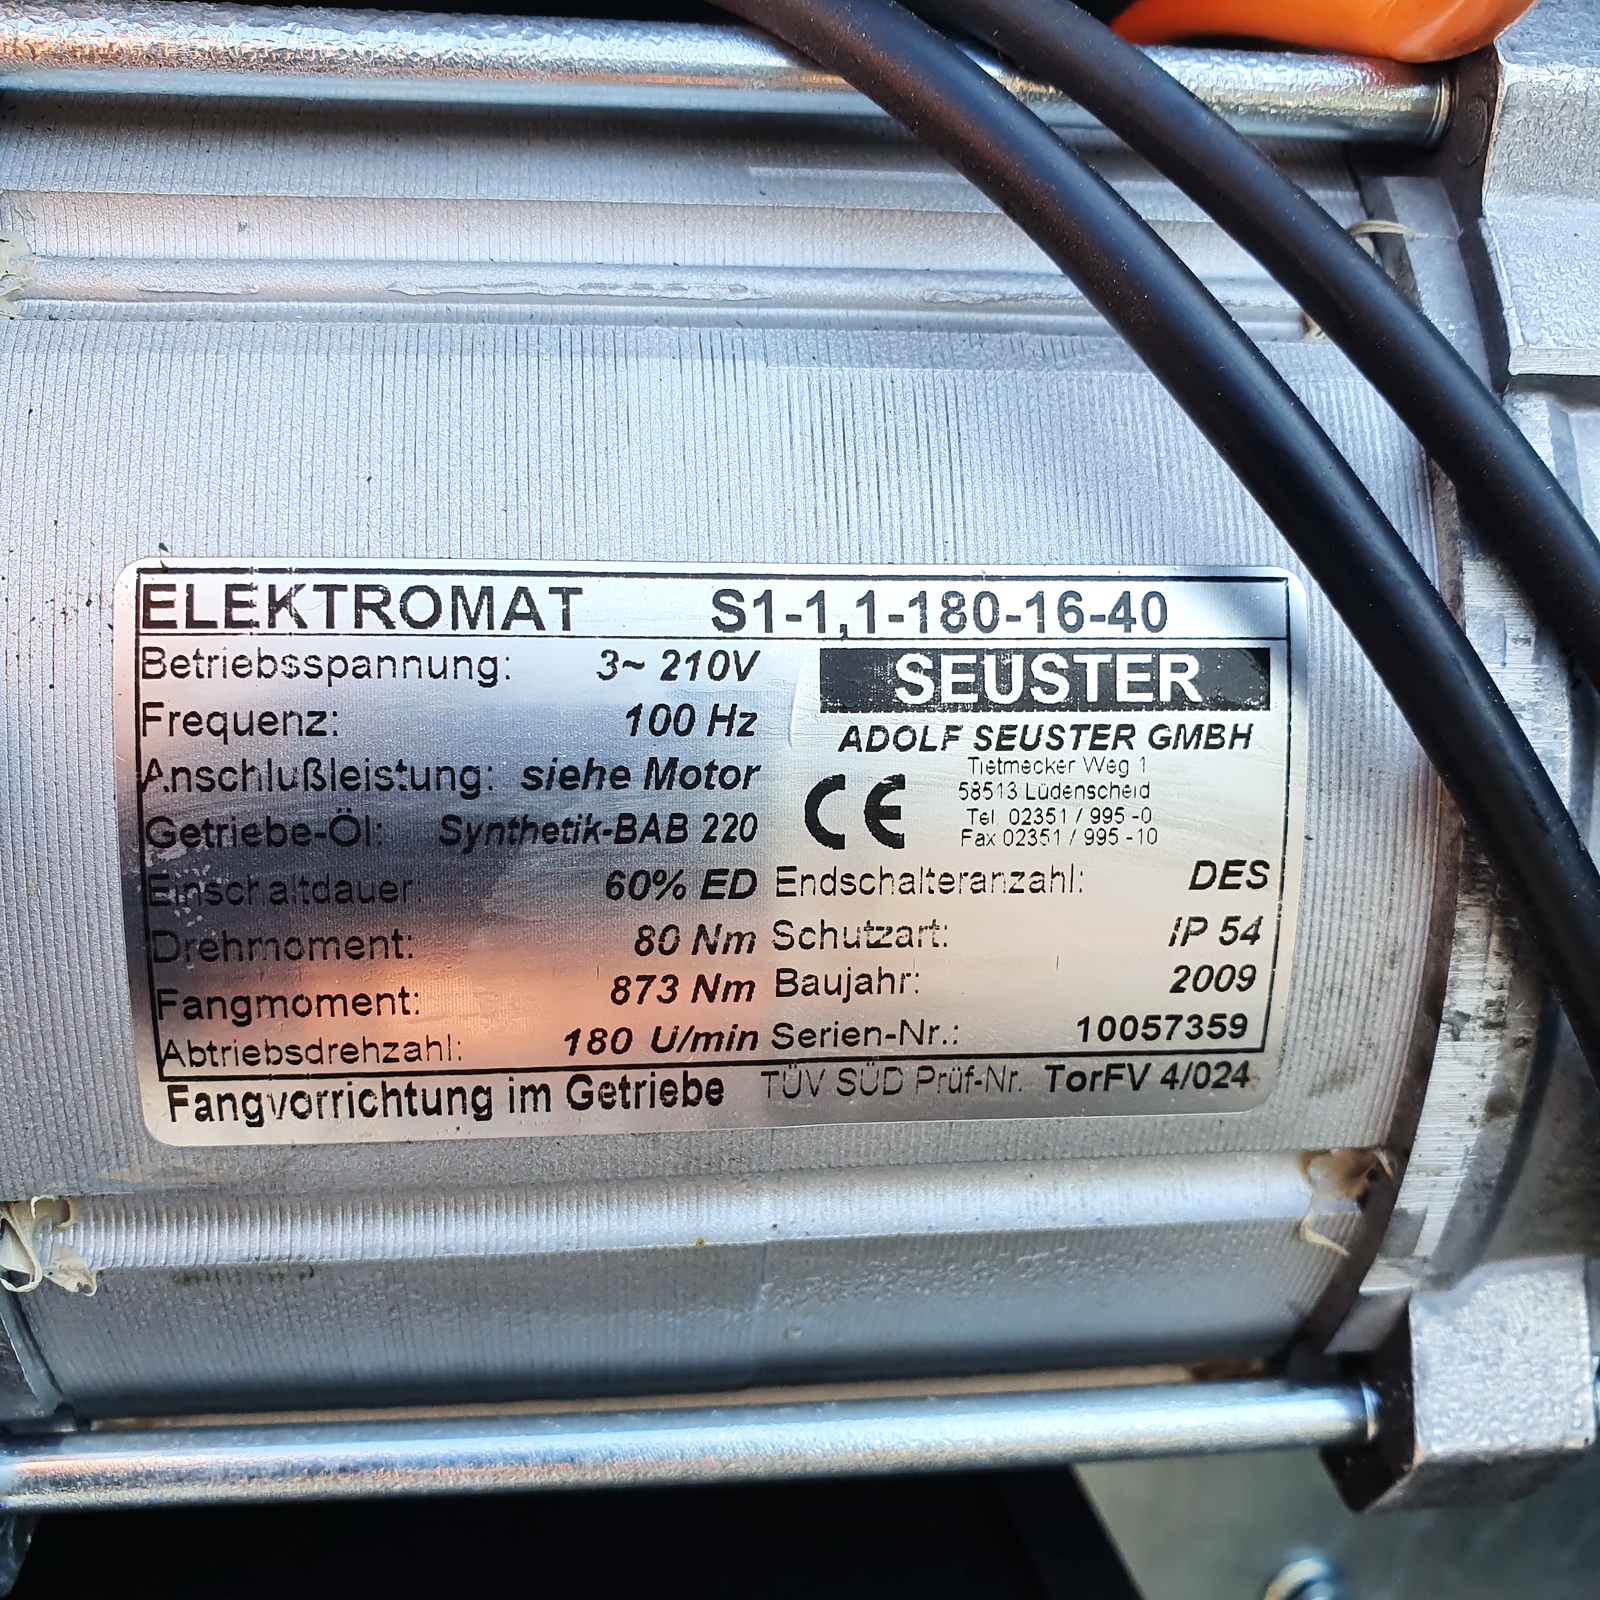 ELEKTROMAT S1-1,1-180-16-40
Betriebsspannung: 3~ 210V
Frequenz: 100 Hz
Anschlußleistung: siehe Motor
Getriebe-Öl: Synthetik-BAB 220
Einschaltdauer: 60% ED
Drehmoment: 80 Nm
Fangmoment: 873 Nm
Abtriebsdrehzahl: 180 U/min
SEUSTER
ADOLF SEUSTER GMBH
Tietmecker Weg 1
58513 Lüdenscheid
Tel. 02351 / 995 -0
Fax 02351 / 995 -10
CE
Endschalteranzahl: DES
Schutzart: IP 54
Baujahr: 2009
Serien-Nr.: 10057359
Fangvorrichtung im Getriebe TÜV SÜD Prüf-Nr. TorFV 4/024